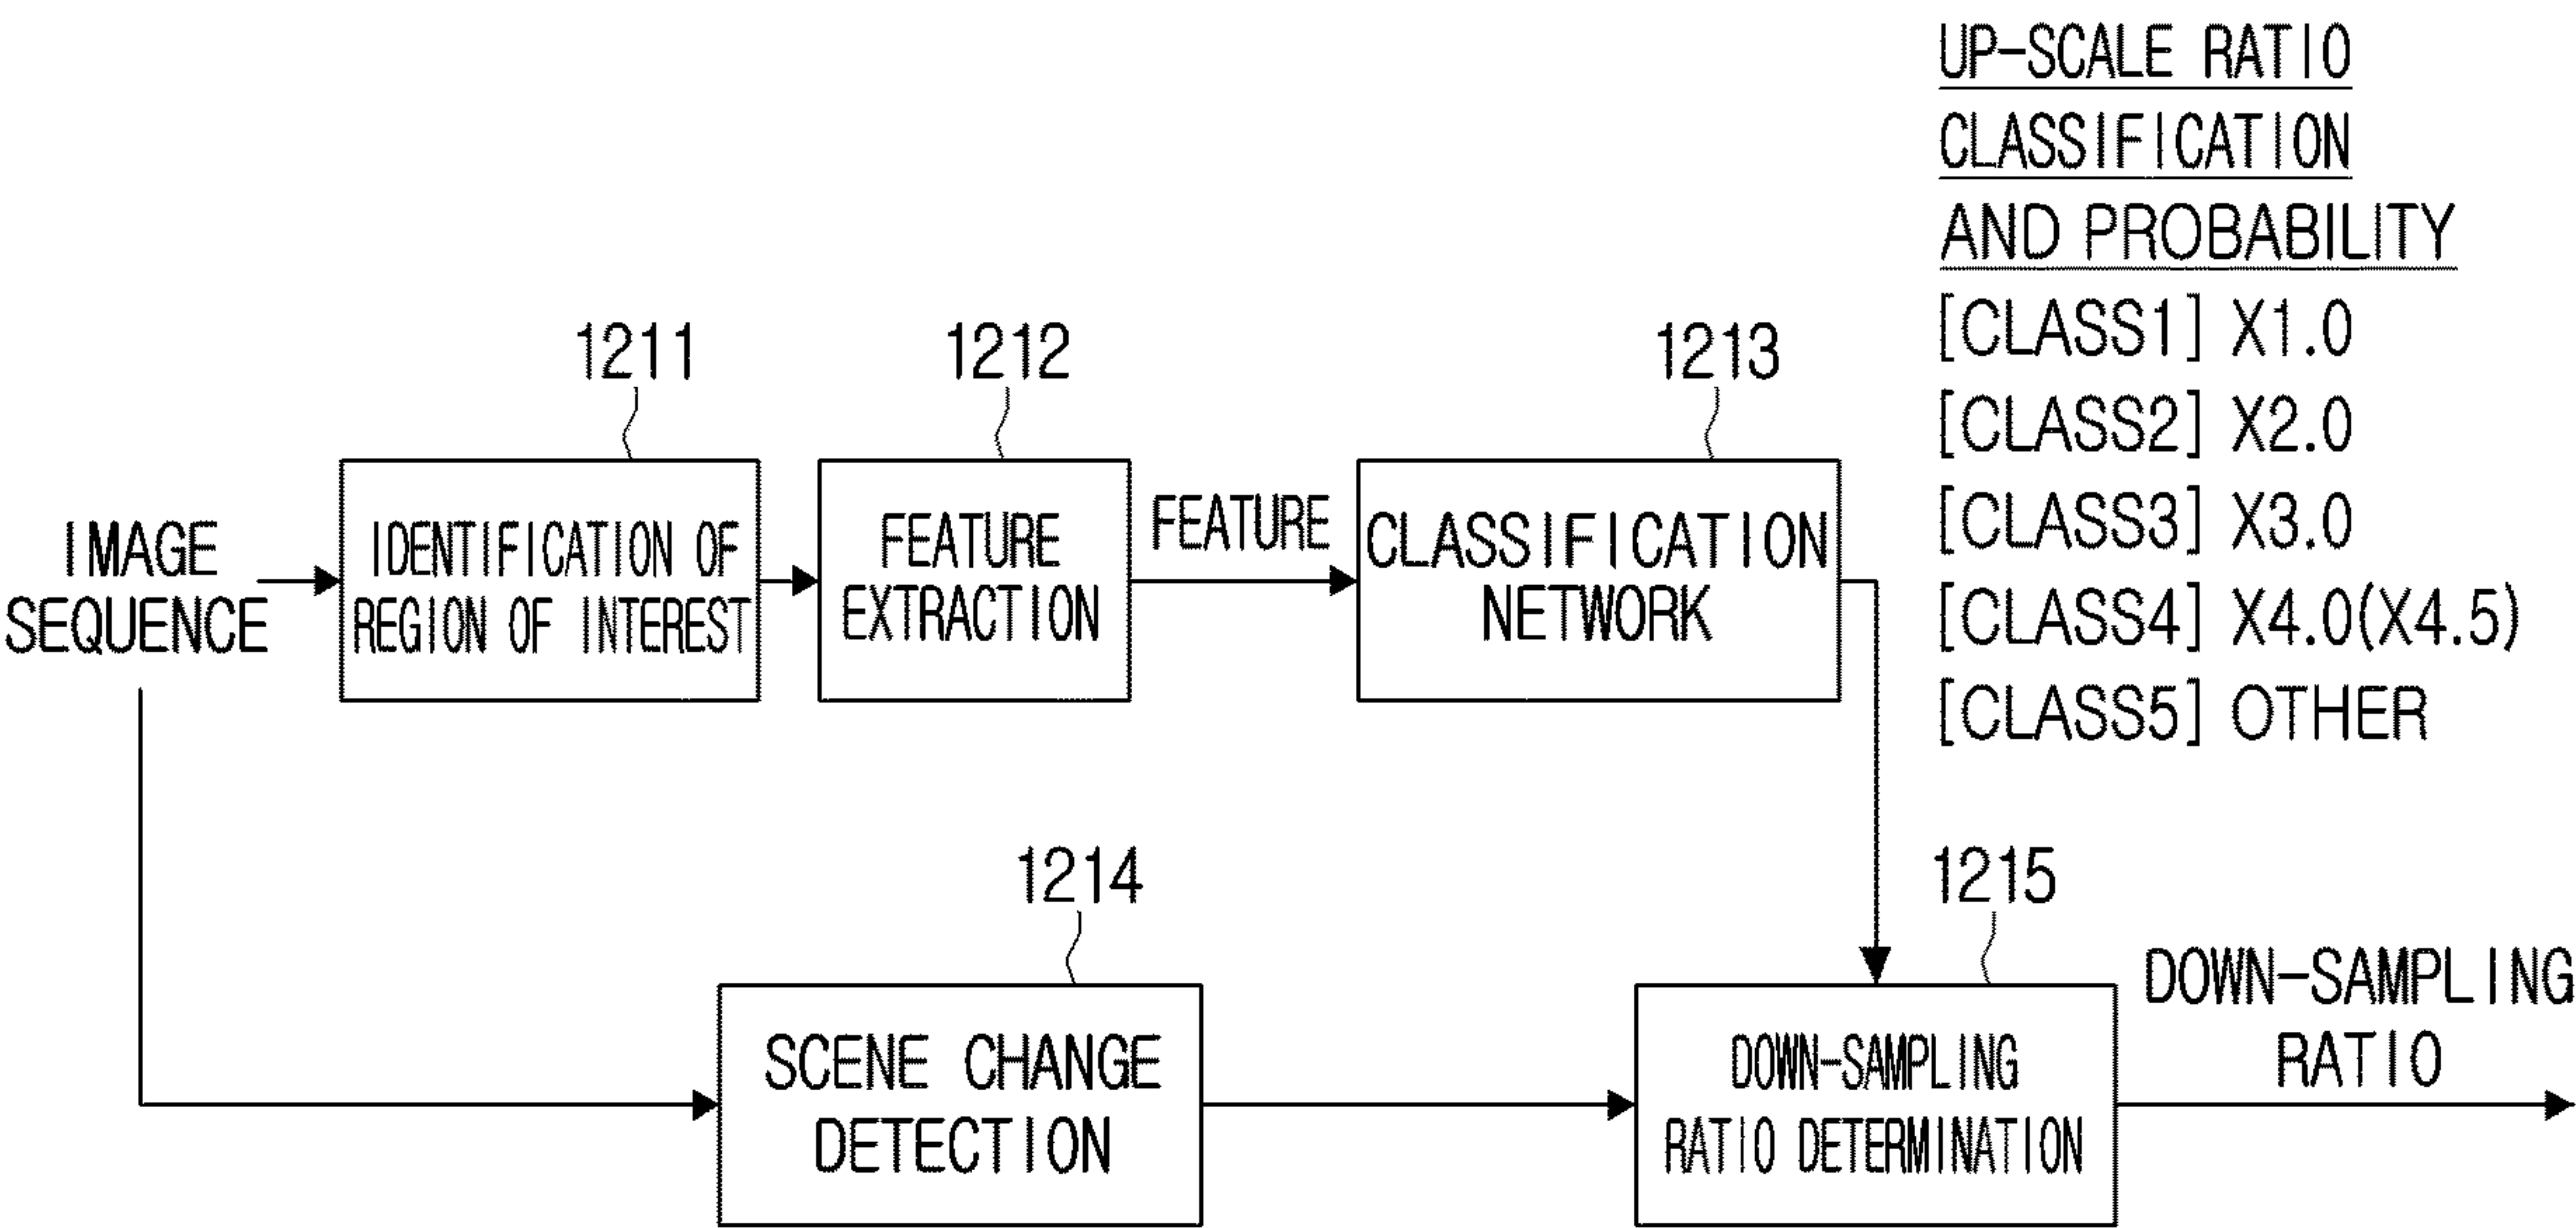 UP-SCALE RATIO
CLASSIFICATION
AND PROBABILITY
[CLASS1] X1.0
[CLASS2] X2.0
[CLASS3] X3.0
[CLASS4] X4.0(X4.5)
[CLASS5] OTHER
1211
1212
1213
IMAGE
SEQUENCE
IDENTIFICATION OF
REGION OF INTEREST
FEATURE
EXTRACTION
FEATURE
CLASSIFICATION
NETWORK
1214
1215
SCENE CHANGE
DETECTION
DOWN-SAMPLING
RATIO DETERMINATION
DOWN-SAMPLING
RATIO